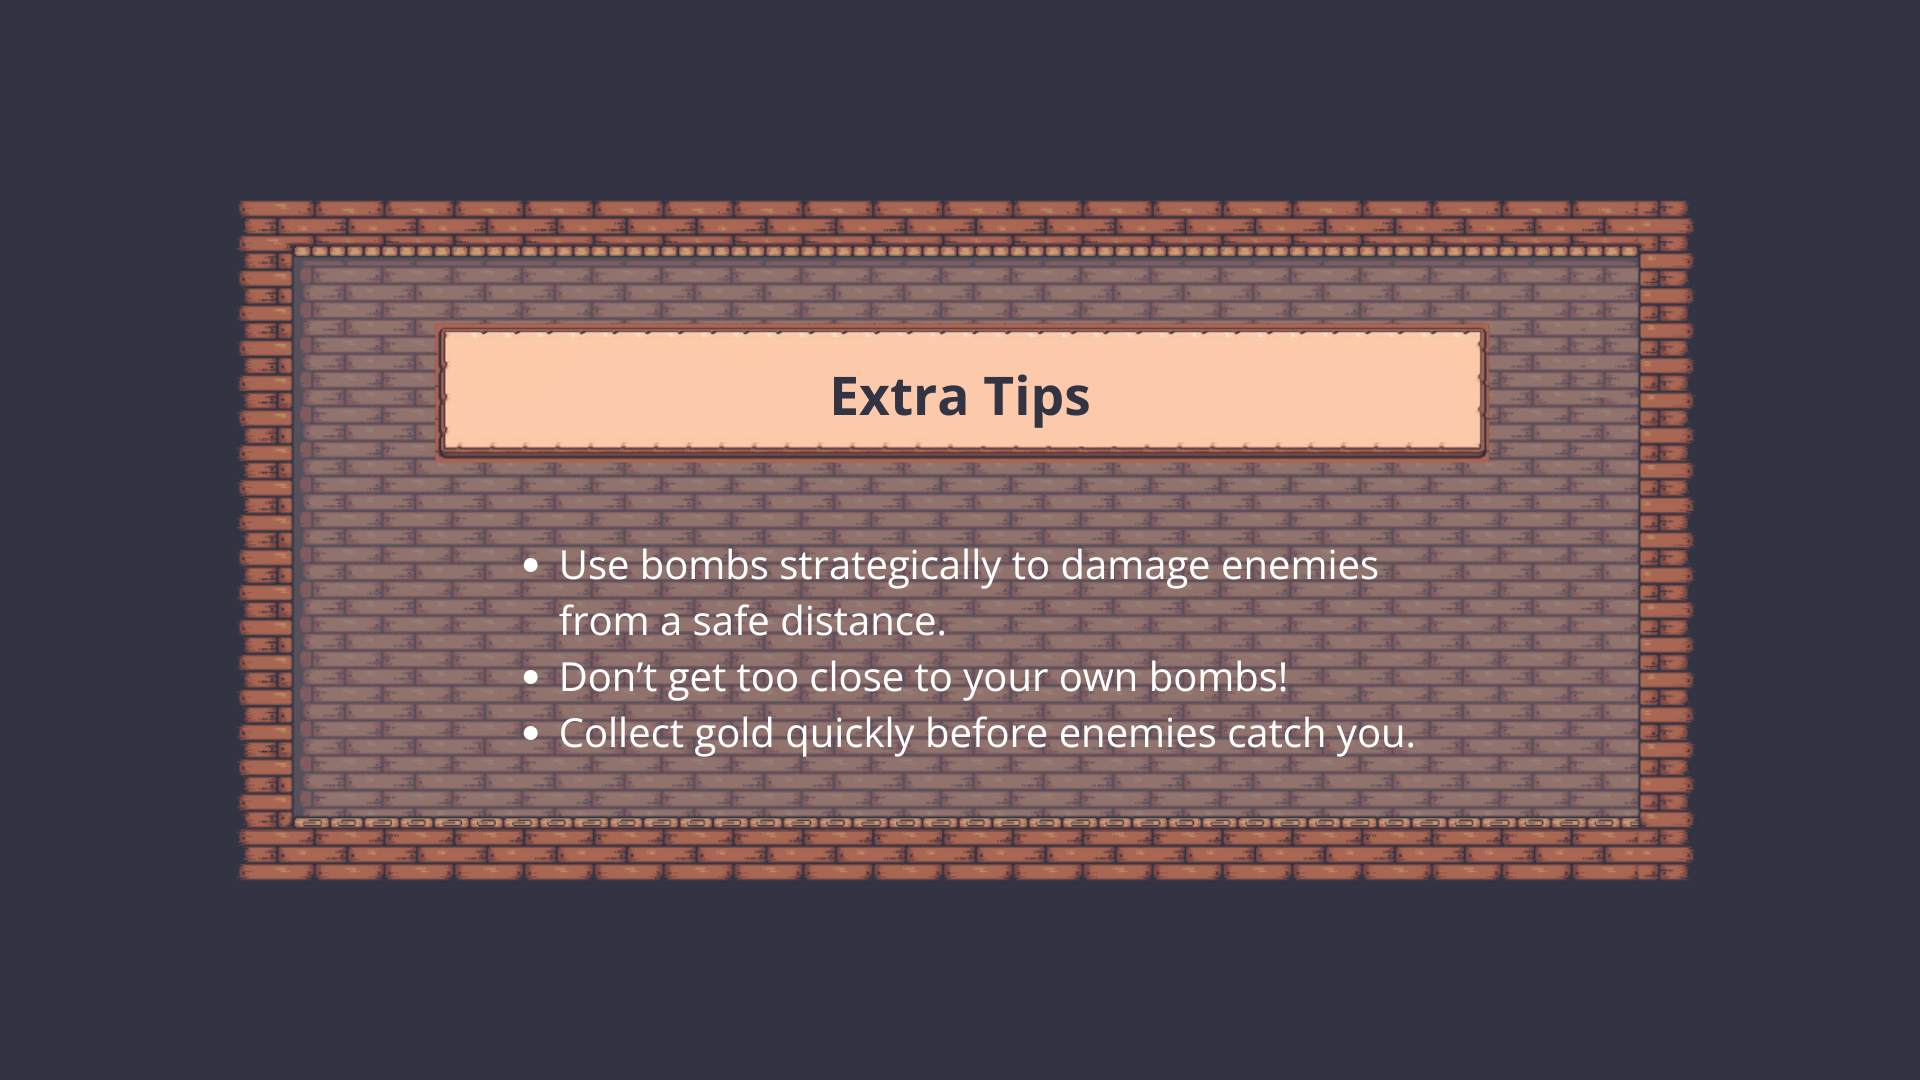 Extra Tips
• Use bombs strategically to damage enemies
from a safe distance.
• Don’t get too close to your own bombs!
• Collect gold quickly before enemies catch you.